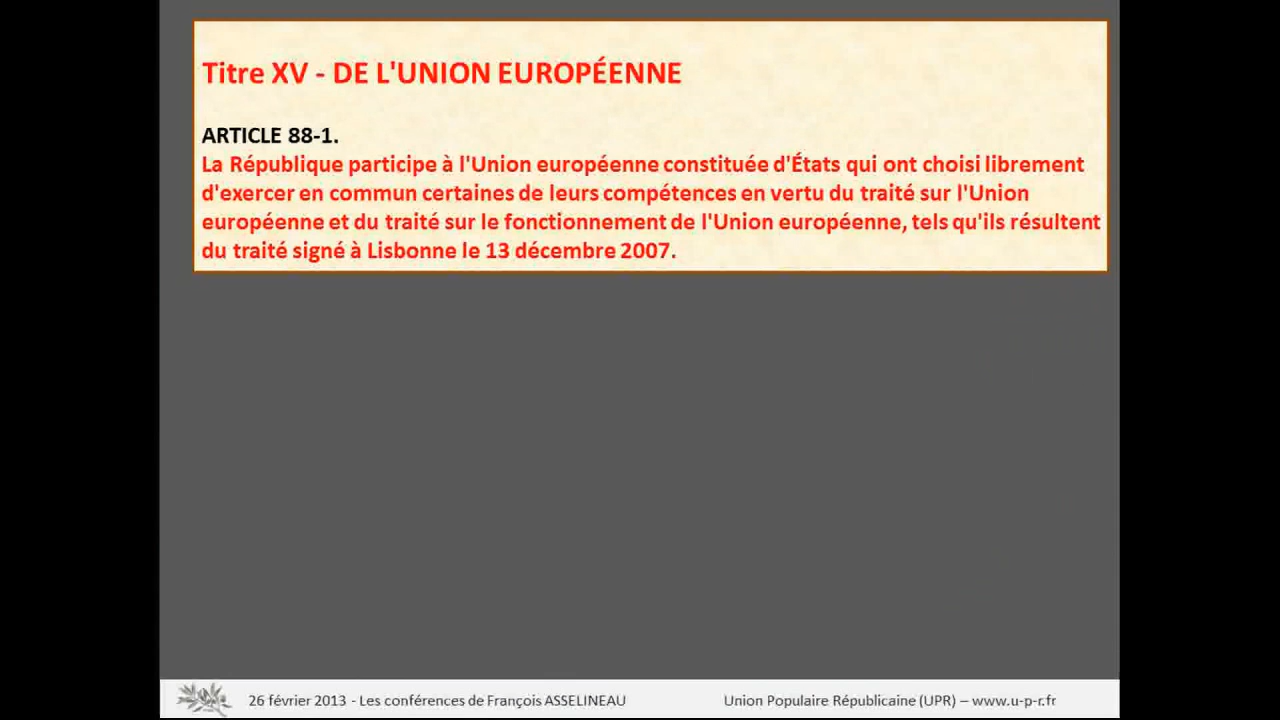 Titre XV - DE L'UNION EUROPÉENNE
ARTICLE 88-1.
La République participe à l'Union européenne constituée d'États qui ont choisi librement
d'exercer en commun certaines de leurs compétences en vertu du traité sur l'Union
européenne et du traité sur le fonctionnement de l'Union européenne, tels qu'ils résultent
du traité signé à Lisbonne le 13 décembre 2007.
26 février 2013 - Les conférences de François ASSELINEAU Union Populaire Républicaine (UPR) – www.u-p-r.fr